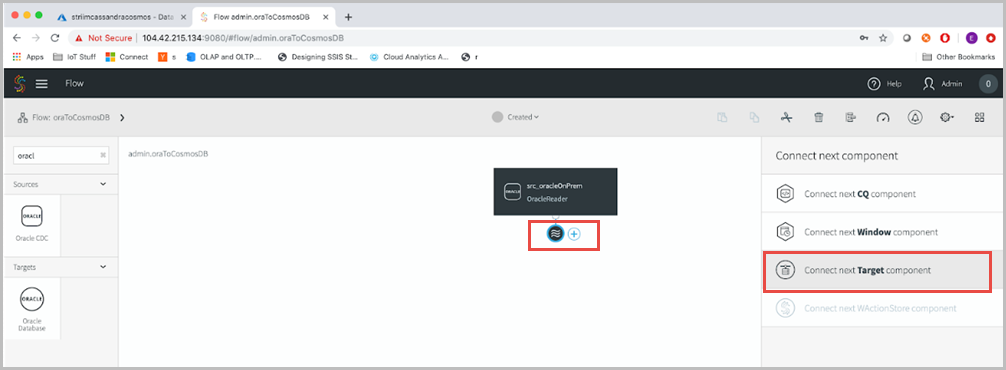 striimcassandracosmos - Data
Flow admin.oraToCosmosDB
Not Secure | 104.42.215.134:9080/#flow/admin.oraToCosmosDB
E
Apps
IoT Stuff
Connect
Y s
OLAP and OLTP....
Designing SSIS St...
Cloud Analytics A...
r
Other Bookmarks
Flow
Help
Admin
0
Flow: oraToCosmosDB
Created
oracl
admin.oraToCosmosDB
Connect next component
Sources
ORACLE
src_oracleOnPrem
OracleReader
Connect next CQ component
ORACLE
Oracle CDC
Connect next Window component
Targets
Connect next Target component
ORACLE
Oracle
Database
Connect next WActionStore component